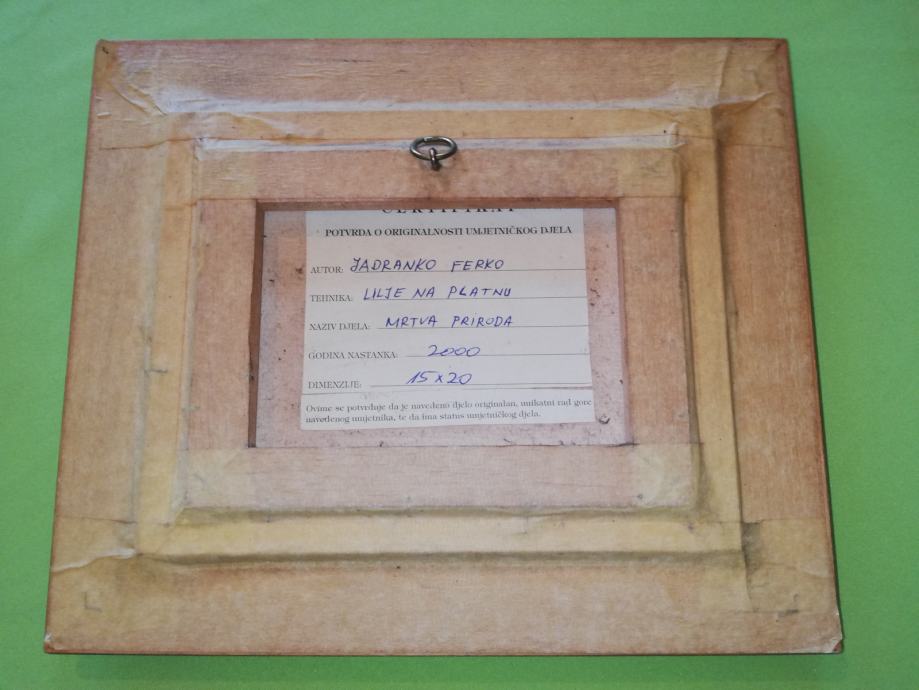 CERTIFIKAT
POTVRDA O ORIGINALNOSTI UMJETNIČKOG DJELA
AUTOR: JADRANKO FERKO
TEHNIKA: LILJE NA PLATNU
NAZIV DJELA: MRTVA PRIRODA
GODINA NASTANKA: 2000
DIMENZIJE: 15 x 20
Ovime se potvrđuje da je navedeno djelo originalan, unikatni rad gore
navedenog umjetnika, te da ima status umjetničkog djela.